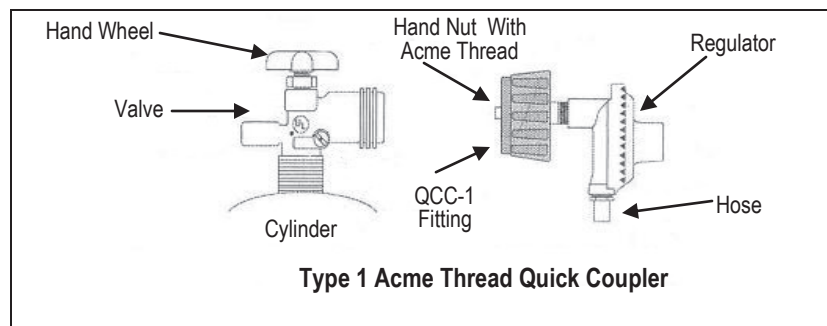 Hand Wheel
Valve
Cylinder
Hand Nut With
Acme Thread
Regulator
QCC-1
Fitting
Hose
Type 1 Acme Thread Quick Coupler